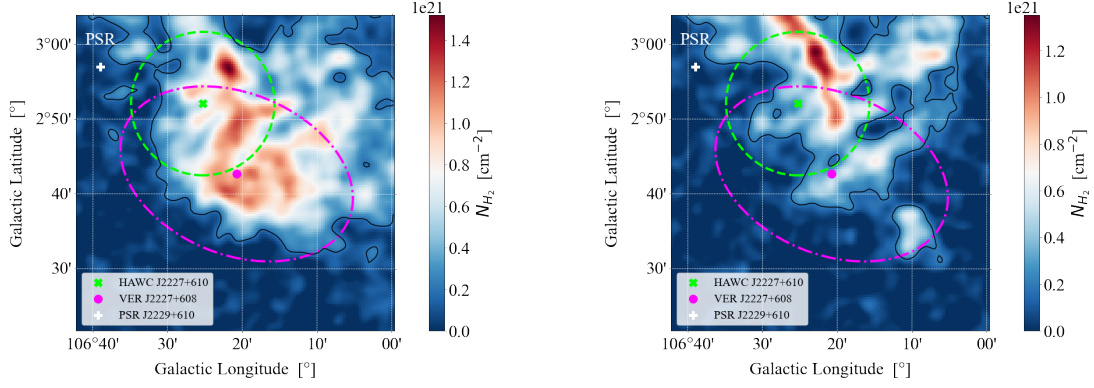 1e21
3°00'
2°50'
40'
30'
Galactic Latitude [°]
PSR
HAWC J2227+610
VER J2227+608
PSR J2229+610
106°40' 30' 20' 10' 00'
Galactic Longitude [°]
1.4
1.2
1.0
0.8
0.6
0.4
0.2
0.0
N_{H_2} [cm⁻²]
1e21
3°00'
2°50'
40'
30'
Galactic Latitude [°]
PSR
HAWC J2227+610
VER J2227+608
PSR J2229+610
106°40' 30' 20' 10' 00'
Galactic Longitude [°]
1.2
1.0
0.8
0.6
0.4
0.2
0.0
N_{H_2} [cm⁻²]